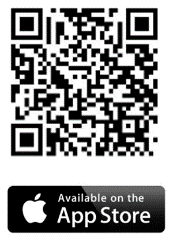 Available on the
App Store